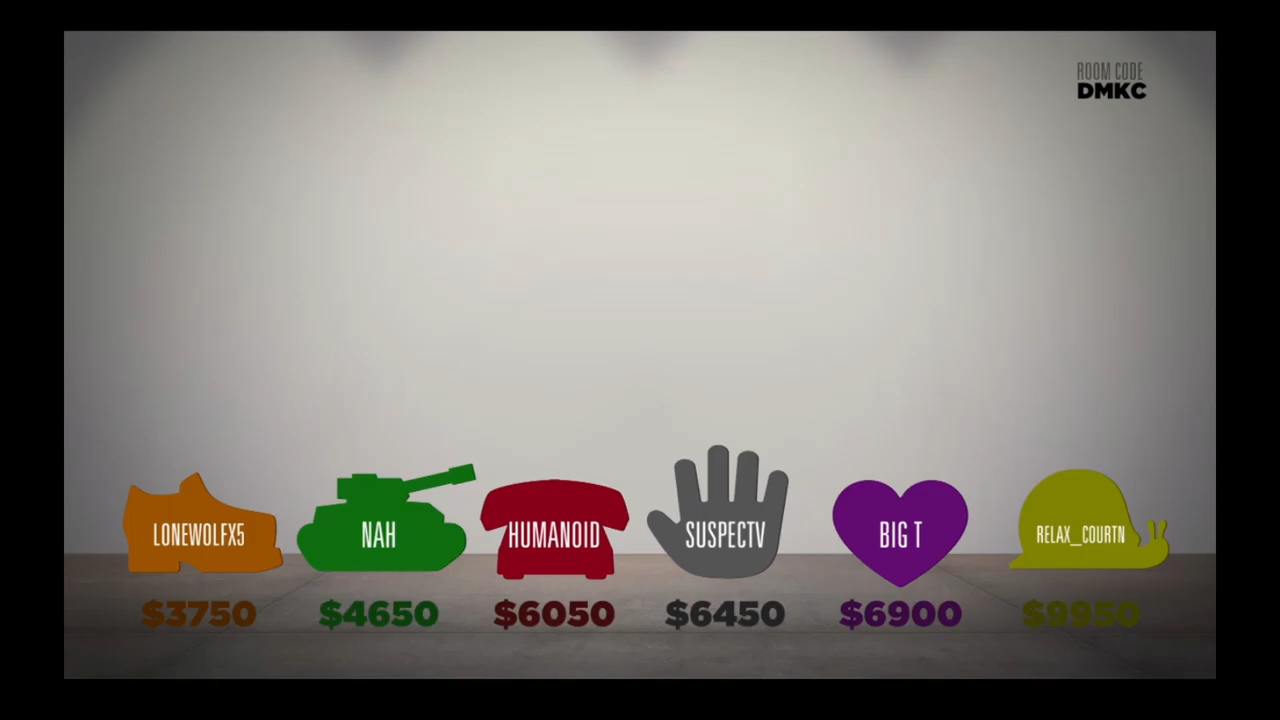 ROOM CODE
DMKC
LONEWOLFX5
NAH
HUMANOID
SUSPECTV
BIG T
RELAX_COURTN
$3750
$4650
$6050
$6450
$6900
$9950